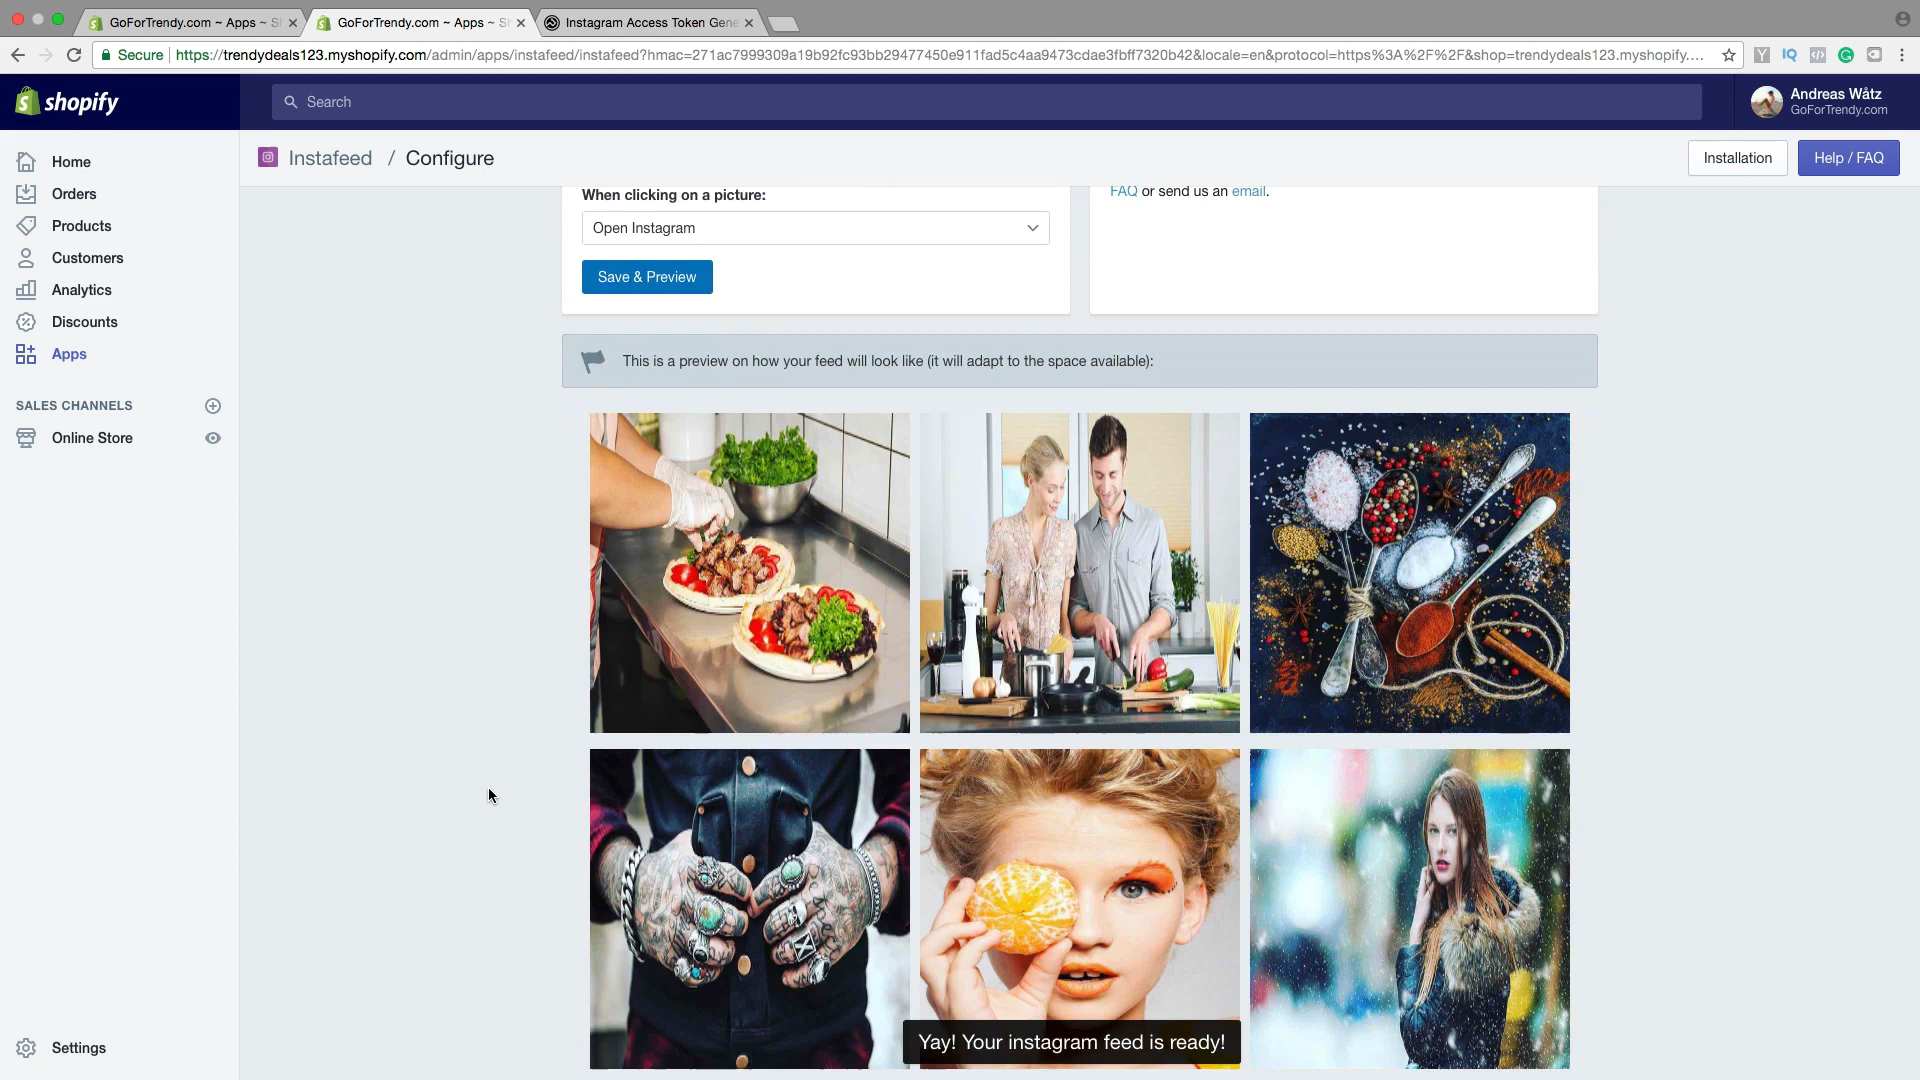 GoForTrendy.com ~ Apps ~ S
GoForTrendy.com ~ Apps ~ S
Instagram Access Token Gene
Secure
https://trendydeals123.myshopify.com/admin/apps/instafeed/instafeed?hmac=271ac7999309a19b92fc93bb29477450e911fad5c4aa9473cdae3fbff7320b42&locale=en&protocol=https%3A%2F%2F&shop=trendydeals123.myshopify....
shopify
Search
Andreas Wåtz
GoForTrendy.com
Instafeed / Configure
Installation
Help / FAQ
Home
Orders
Products
Customers
Analytics
Discounts
Apps
SALES CHANNELS
Online Store
Settings
When clicking on a picture:
Open Instagram
Save & Preview
FAQ or send us an email.
This is a preview on how your feed will look like (it will adapt to the space available):
Yay! Your instagram feed is ready!